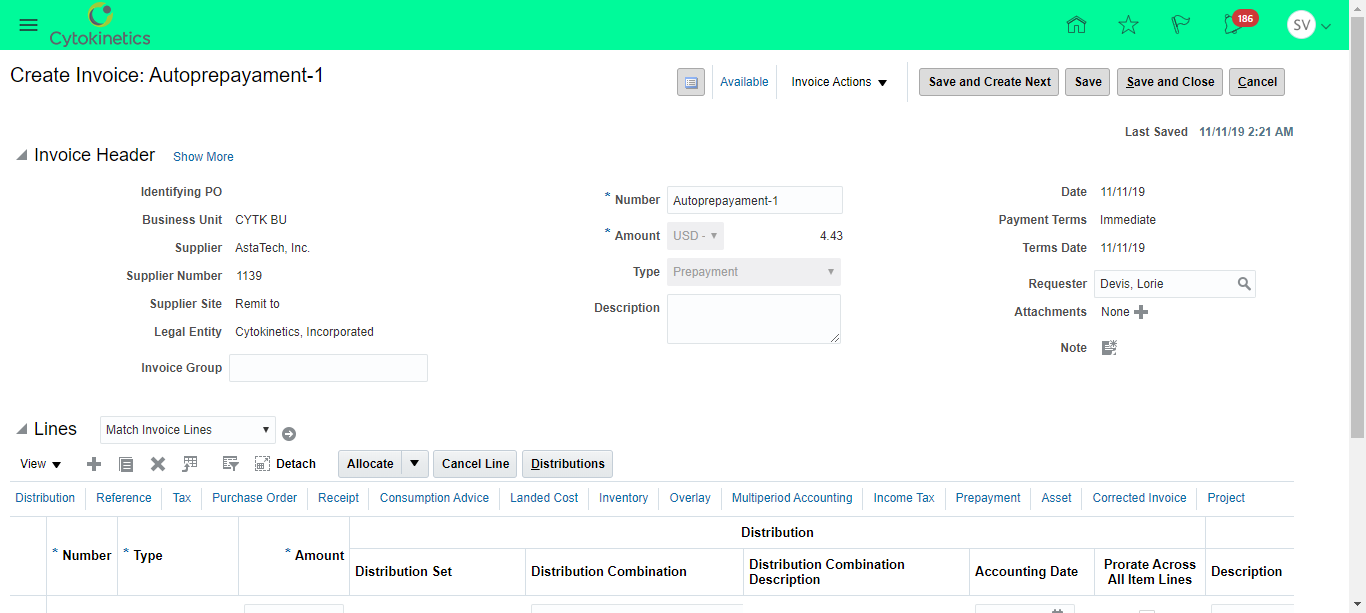 Cytokinetics
186
SV
Create Invoice: Autoprepayament-1
Available
Invoice Actions
Save and Create Next
Save
Save and Close
Cancel
Last Saved 11/11/19 2:21 AM
Invoice Header
Show More
Identifying PO
Business Unit CYTK BU
Supplier AstaTech, Inc.
Supplier Number 1139
Supplier Site Remit to
Legal Entity Cytokinetics, Incorporated
Invoice Group
* Number Autoprepayament-1
* Amount USD - 4.43
Type Prepayment
Description
Date 11/11/19
Payment Terms Immediate
Terms Date 11/11/19
Requester Devis, Lorie
Attachments None
Note
Lines
Match Invoice Lines
View
Detach
Allocate
Cancel Line
Distributions
Distribution
Reference
Tax
Purchase Order
Receipt
Consumption Advice
Landed Cost
Inventory
Overlay
Multiperiod Accounting
Income Tax
Prepayment
Asset
Corrected Invoice
Project
* Number
* Type
* Amount
Distribution
Distribution Set
Distribution Combination
Distribution Combination
Description
Accounting Date
Prorate Across
All Item Lines
Description